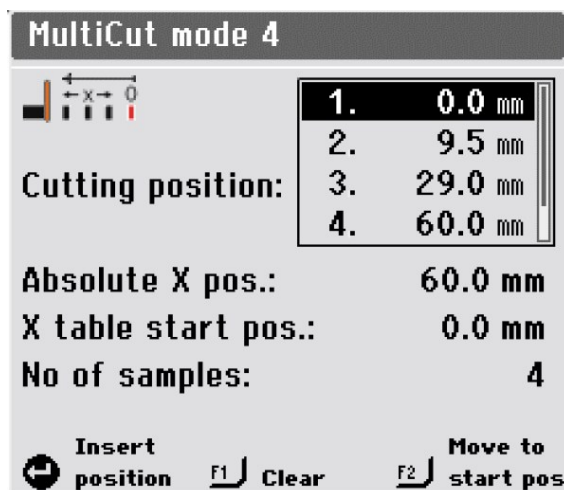 MultiCut mode 4
←x→ 0
1. 0.0 mm
2. 9.5 mm
Cutting position: 3. 29.0 mm
4. 60.0 mm
Absolute X pos.: 60.0 mm
X table start pos.: 0.0 mm
No of samples: 4
Insert position F1 Clear F2 Move to start pos